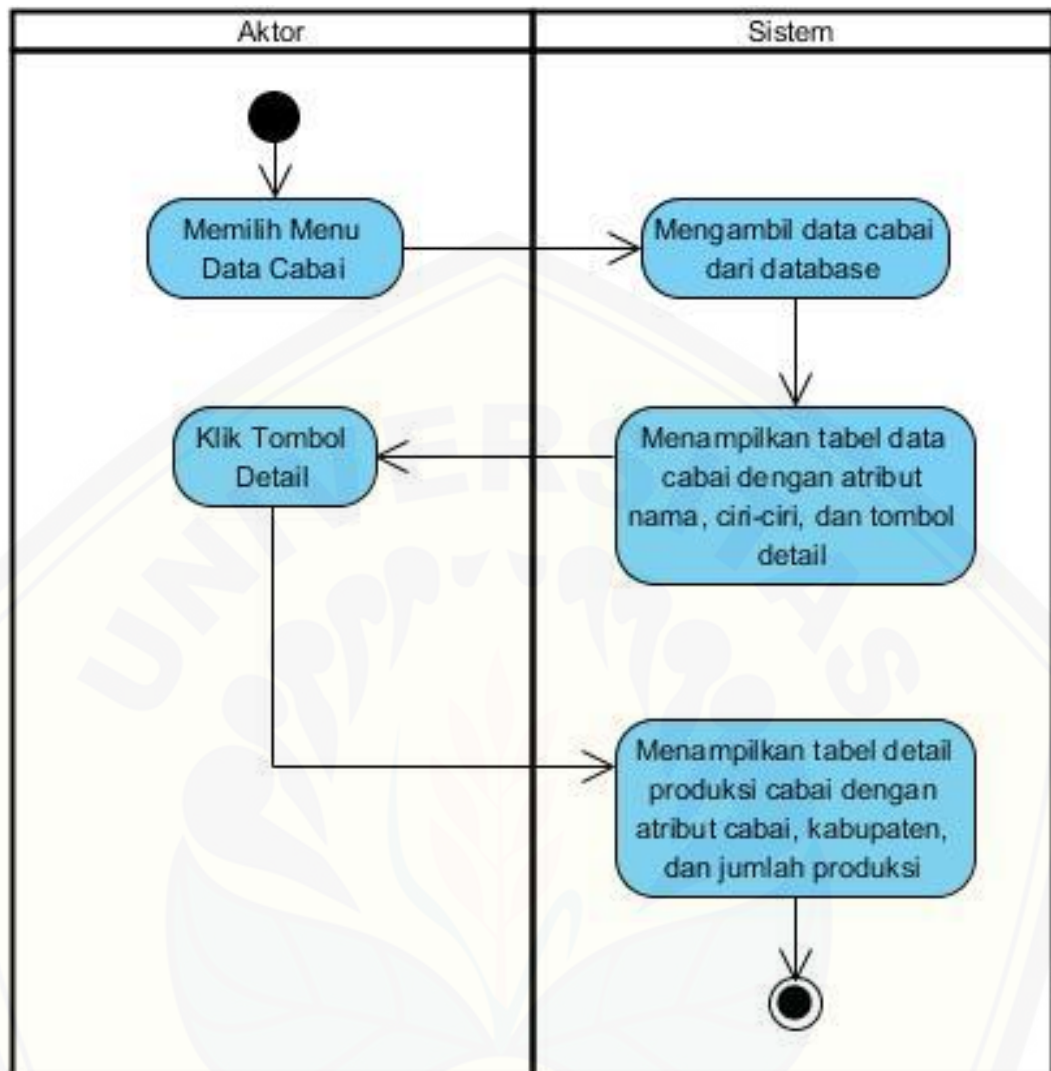 Aktor
Sistem
Memilih Menu
Data Cabai
Mengambil data cabai
dari database
Klik Tombol
Detail
Menampilkan tabel data
cabai dengan atribut
nama, ciri-ciri, dan tombol
detail
Menampilkan tabel detail
produksi cabai dengan
atribut cabai, kabupaten,
dan jumlah produksi
UNIVERSITAS